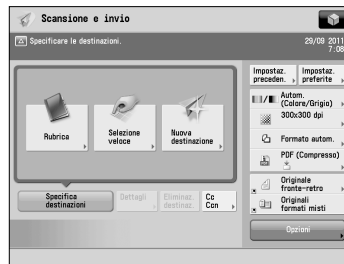 Scansione e invio
Specificare le destinazioni.
29/09 2011
7:08
Impostaz. preceden.
Impostaz. preferite
Autom. (Colore/Grigio)
300x300 dpi
Formato autom.
PDF (Compresso)
Originale fronte-retro
Originali formati misti
Opzioni
Rubrica
Selezione veloce
Nuova destinazione
Specifica destinazioni
Dettagli
Eliminaz. destinaz.
Cc
Ccn